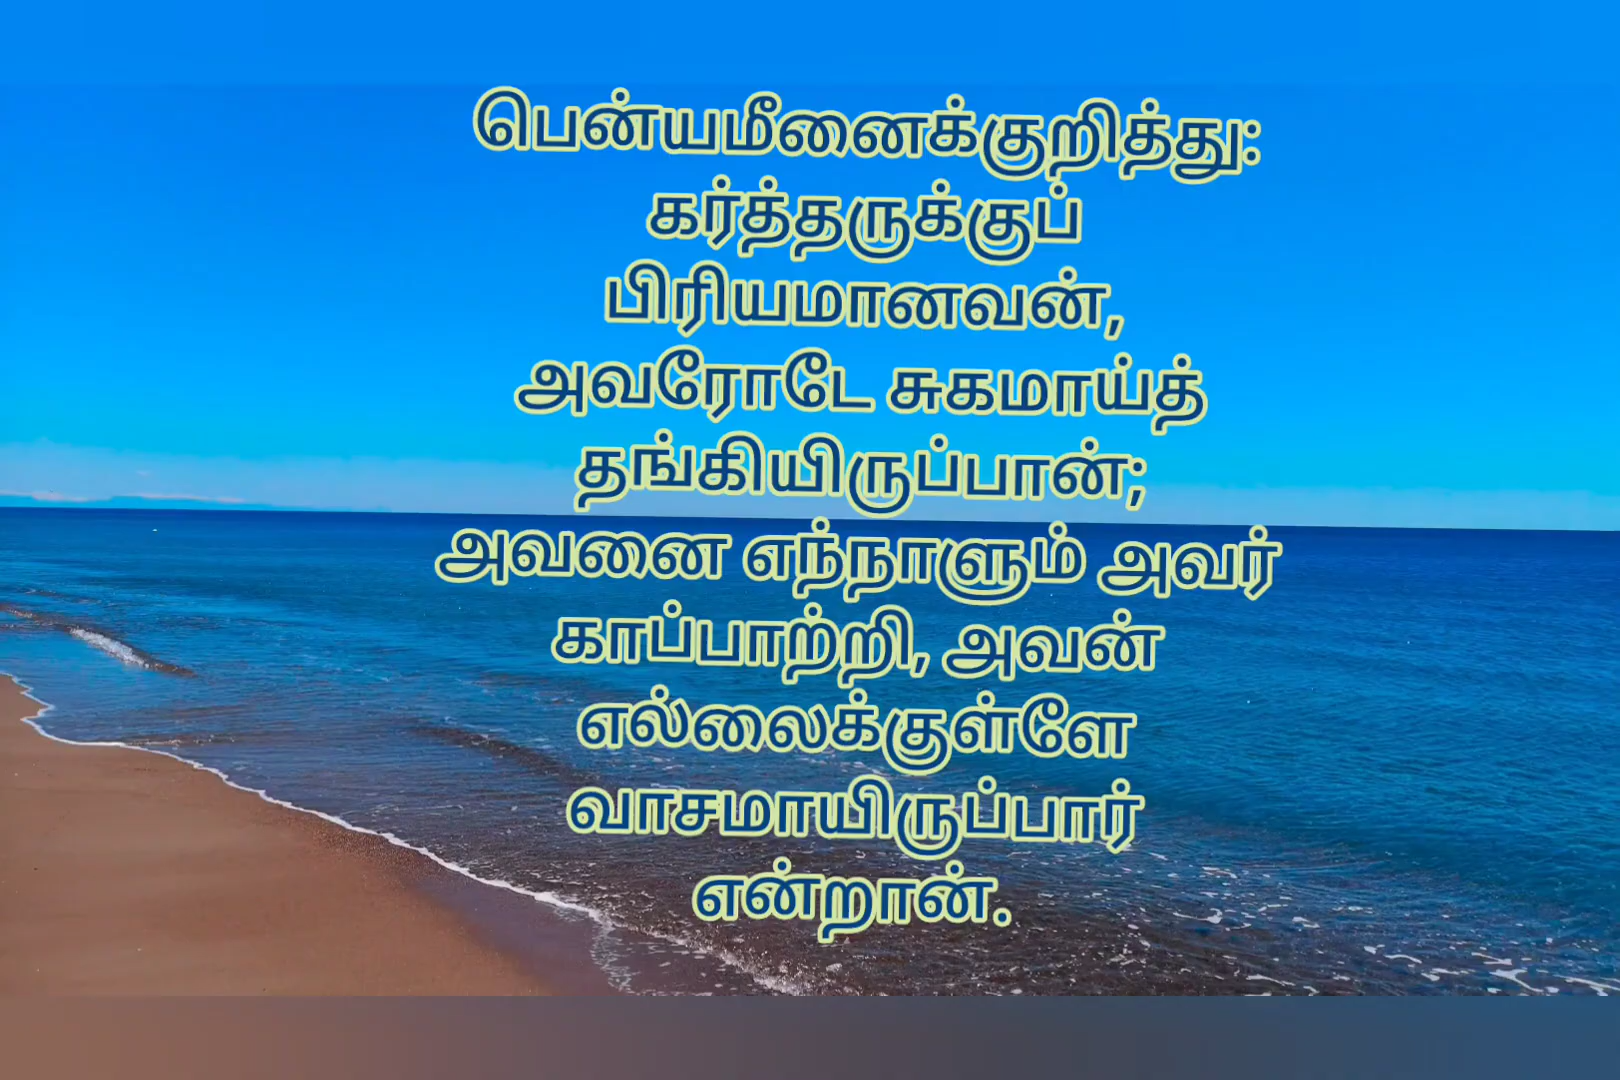 பென்யமீனைக்குறித்து:
கர்த்தருக்குப்
பிரியமானவன்,
அவரோடே சுகமாய்த்
தங்கியிருப்பான்;
அவனை எந்நாளும் அவர்
காப்பாற்றி, அவன்
எல்லைக்குள்ளே
வாசமாயிருப்பார்
என்றான்.